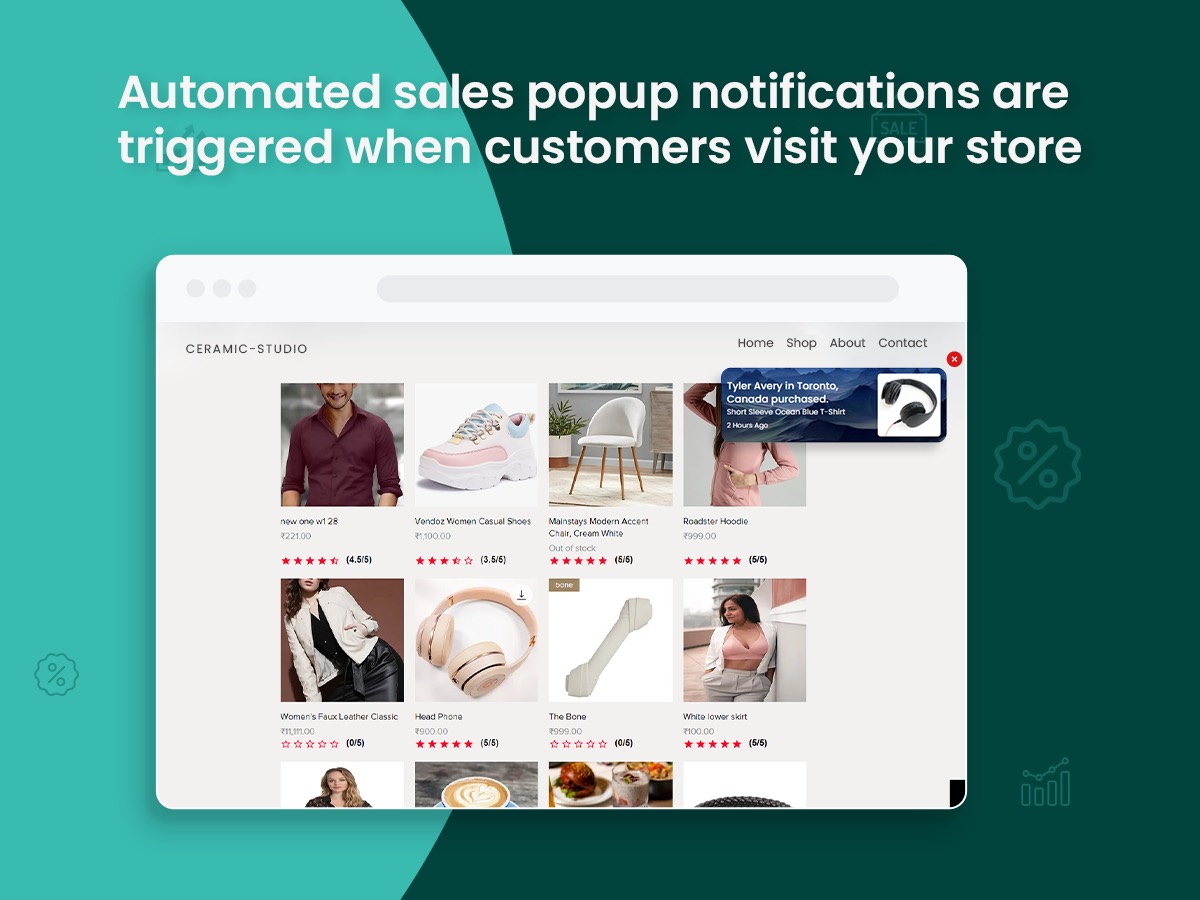 Automated sales popup notifications are
triggered when customers visit your store
SALE
CERAMIC-STUDIO
Home Shop About Contact
Tyler Avery in Toronto,
Canada purchased.
Short Sleeve Ocean Blue T-Shirt
2 Hours Ago
new one w1 28
₹221.00
(4.5/5)
Vendoz Women Casual Shoes
₹1,100.00
(3.5/5)
Mainstays Modern Accent
Chair, Cream White
Out of stock
(5/5)
Roadster Hoodie
₹999.00
(5/5)
Women's Faux Leather Classic
₹11,111.00
(0/5)
Head Phone
₹900.00
(5/5)
bone
The Bone
₹999.00
(0/5)
White lower skirt
₹100.00
(5/5)